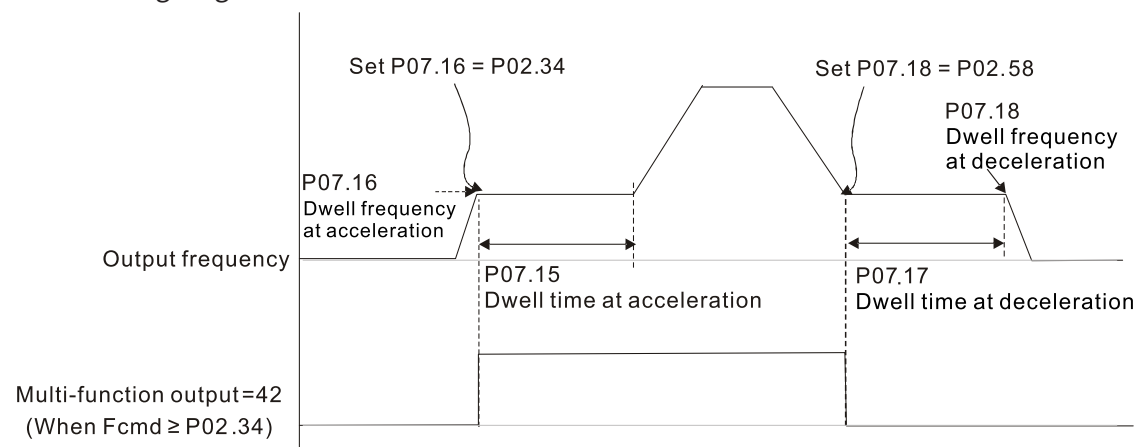 Set P07.16 = P02.34
Set P07.18 = P02.58
P07.18
Dwell frequency
at deceleration
P07.16
Dwell frequency
at acceleration
Output frequency
P07.15
Dwell time at acceleration
P07.17
Dwell time at deceleration
Multi-function output=42
(When Fcmd ≥ P02.34)